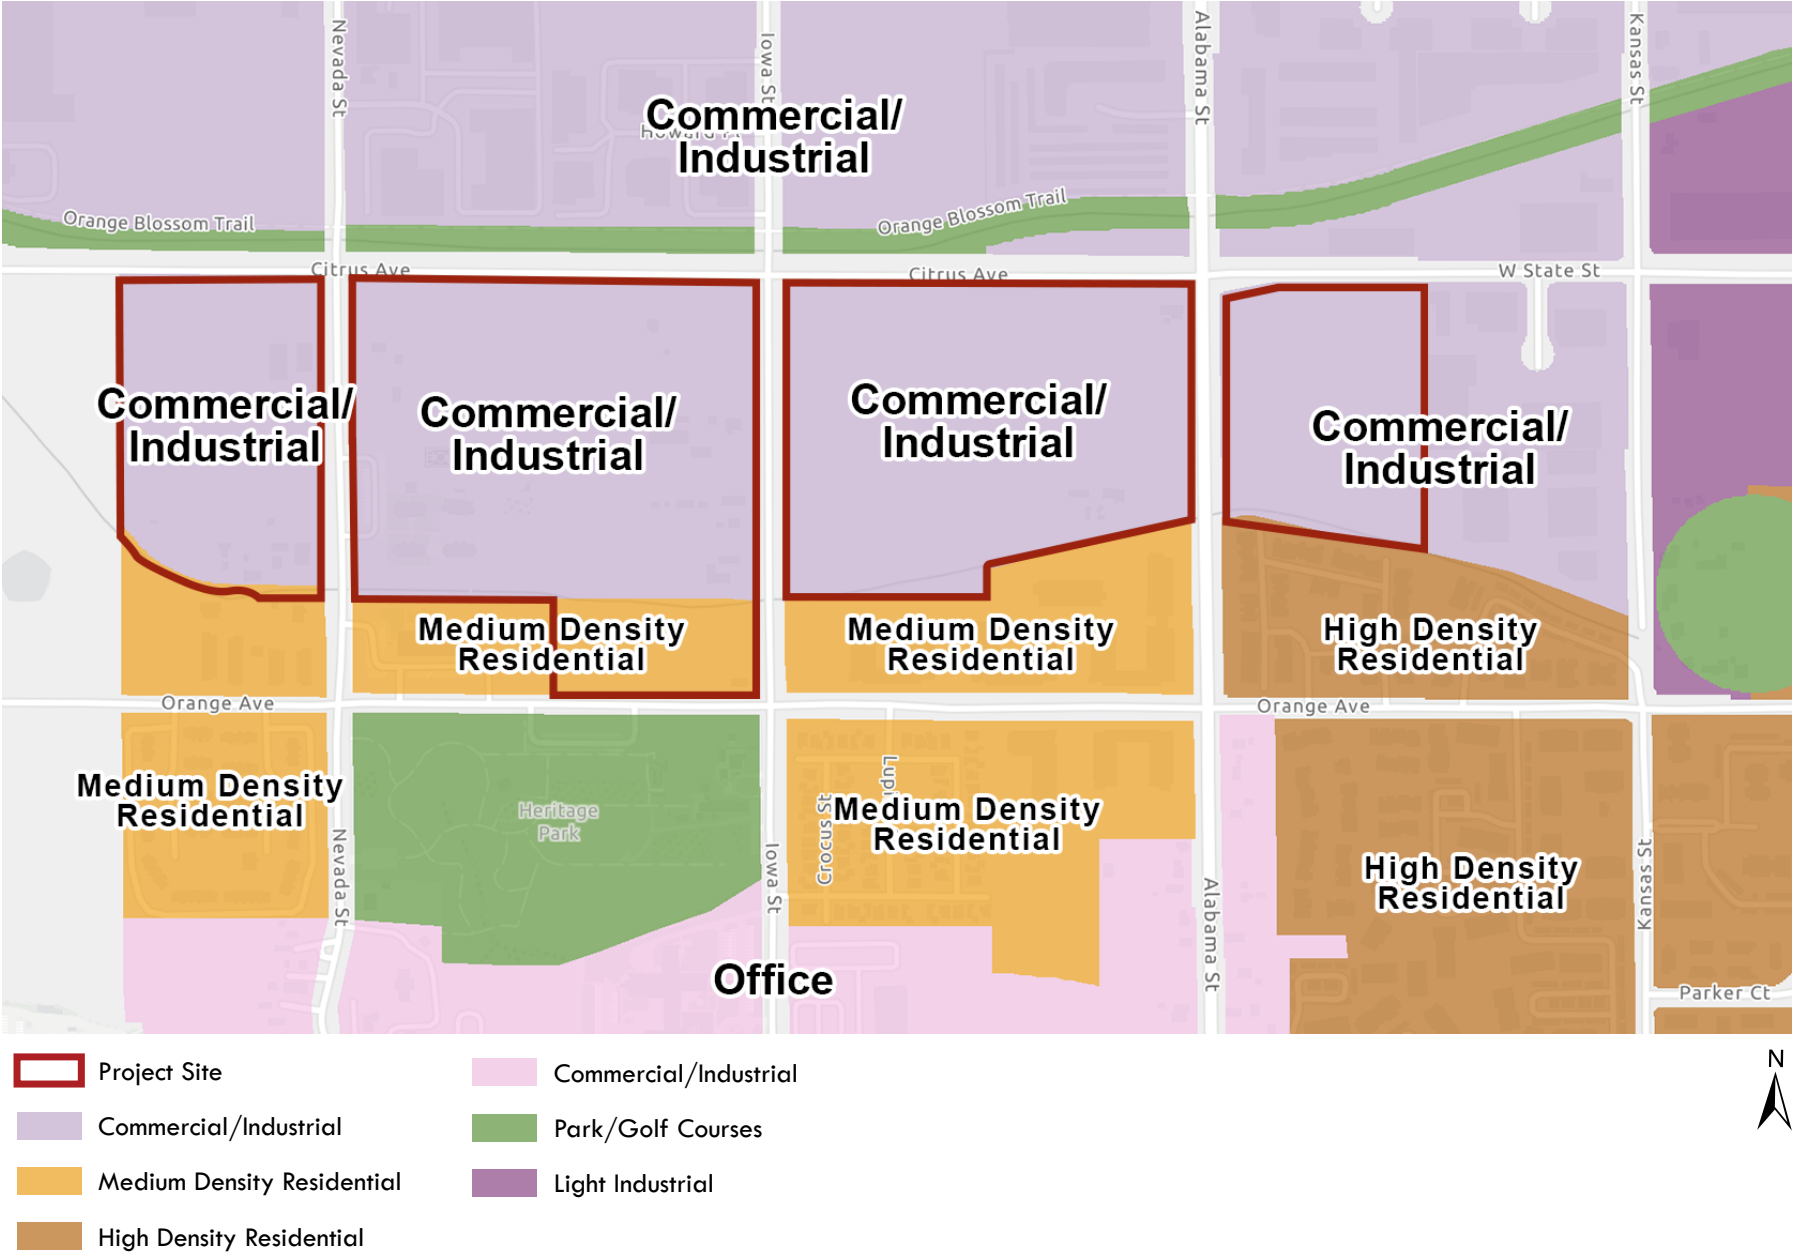 Nevada St
Iowa St
Alabama St
Kansas St
Commercial/
Industrial
Orange Blossom Trail
Orange Blossom Trail
Citrus Ave
Citrus Ave
W State St
Commercial/
Industrial
Commercial/
Industrial
Commercial/
Industrial
Commercial/
Industrial
Medium Density
Residential
Medium Density
Residential
High Density
Residential
Orange Ave
Orange Ave
Medium Density
Residential
Heritage
Park
Crocus St
Medium Density
Residential
High Density
Residential
Nevada St
Iowa St
Alabama St
Kansas St
Office
Parker Ct
Project Site
Commercial/Industrial
Medium Density Residential
High Density Residential
Commercial/Industrial
Park/Golf Courses
Light Industrial
N